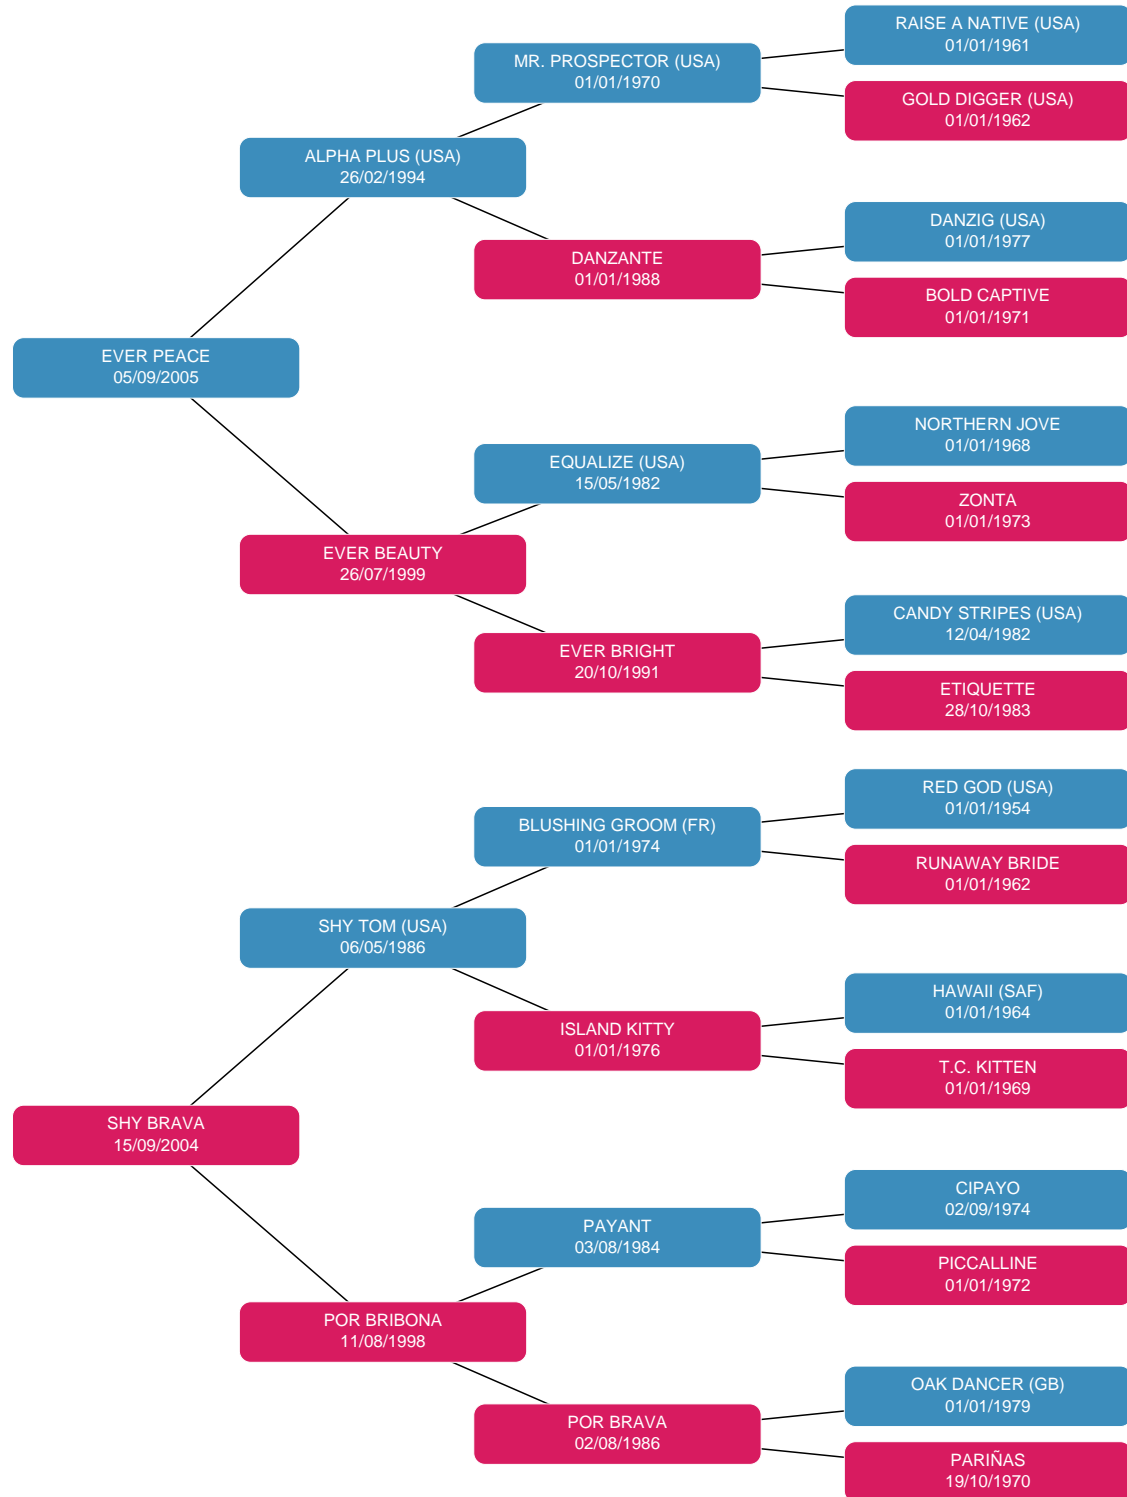 RAISE A NATIVE (USA)
01/01/1961
MR. PROSPECTOR (USA)
01/01/1970
GOLD DIGGER (USA)
01/01/1962
ALPHA PLUS (USA)
26/02/1994
DANZIG (USA)
01/01/1977
DANZANTE
01/01/1988
BOLD CAPTIVE
01/01/1971
EVER PEACE
05/09/2005
NORTHERN JOVE
01/01/1968
EQUALIZE (USA)
15/05/1982
ZONTA
01/01/1973
EVER BEAUTY
26/07/1999
CANDY STRIPES (USA)
12/04/1982
EVER BRIGHT
20/10/1991
ETIQUETTE
28/10/1983
RED GOD (USA)
01/01/1954
BLUSHING GROOM (FR)
01/01/1974
RUNAWAY BRIDE
01/01/1962
SHY TOM (USA)
06/05/1986
HAWAII (SAF)
01/01/1964
ISLAND KITTY
01/01/1976
T.C. KITTEN
01/01/1969
SHY BRAVA
15/09/2004
CIPAYO
02/09/1974
PAYANT
03/08/1984
PICCALLINE
01/01/1972
POR BRIBONA
11/08/1998
OAK DANCER (GB)
01/01/1979
POR BRAVA
02/08/1986
PARIÑAS
19/10/1970